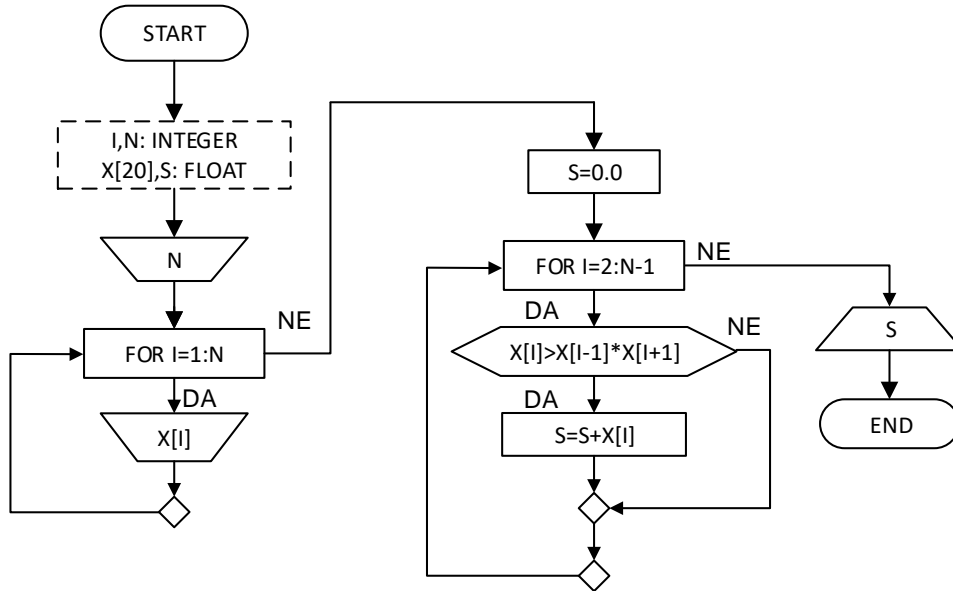 START
I,N: INTEGER
X[20],S: FLOAT
N
FOR I=1:N
NE
DA
X[I]
S=0.0
FOR I=2:N-1
NE
DA
X[I]>X[I-1]*X[I+1]
NE
DA
S=S+X[I]
S
END